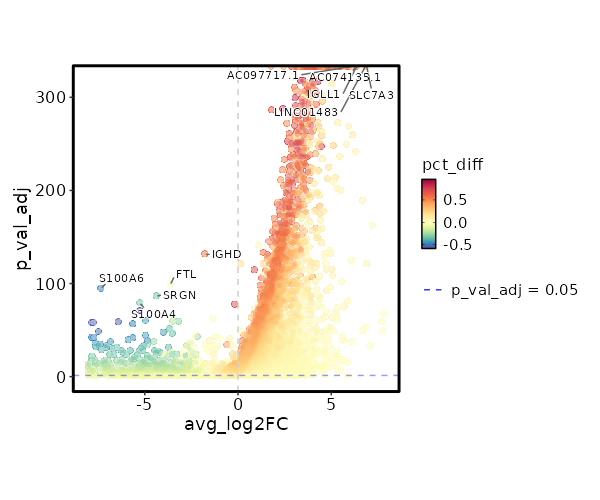 AC097717.1
AC074135.1
IGLL1
SLC7A3
LINC01483
IGHD
FTL
S100A6
SRGN
S100A4
300
200
100
0
-5
0
5
avg_log2FC
p_val_adj
pct_diff
0.5
0.0
-0.5
p_val_adj = 0.05